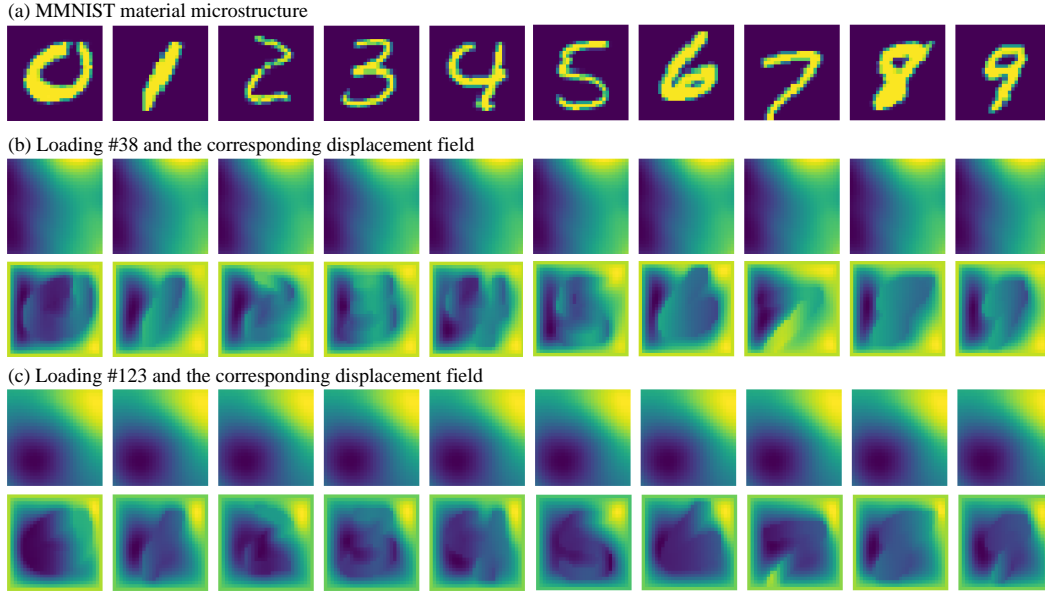 (a) MMNIST material microstructure
0 1 2 3 4 5 6 7 8 9
(b) Loading #38 and the corresponding displacement field
(c) Loading #123 and the corresponding displacement field